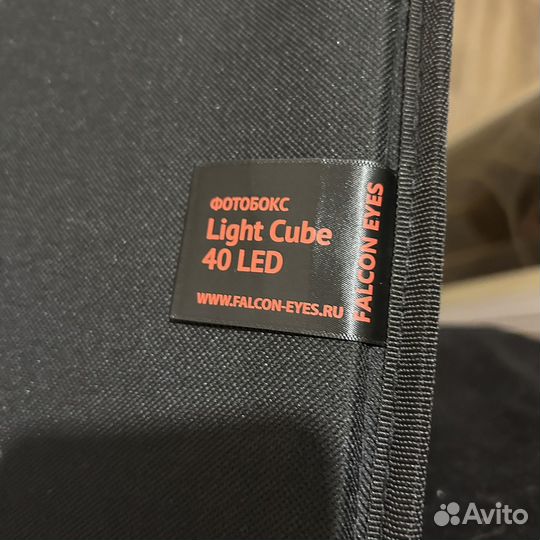 ФОТОБОКС
Light Cube
40 LED
WWW.FALCON-EYES.RU
FALCON EYES
Avito